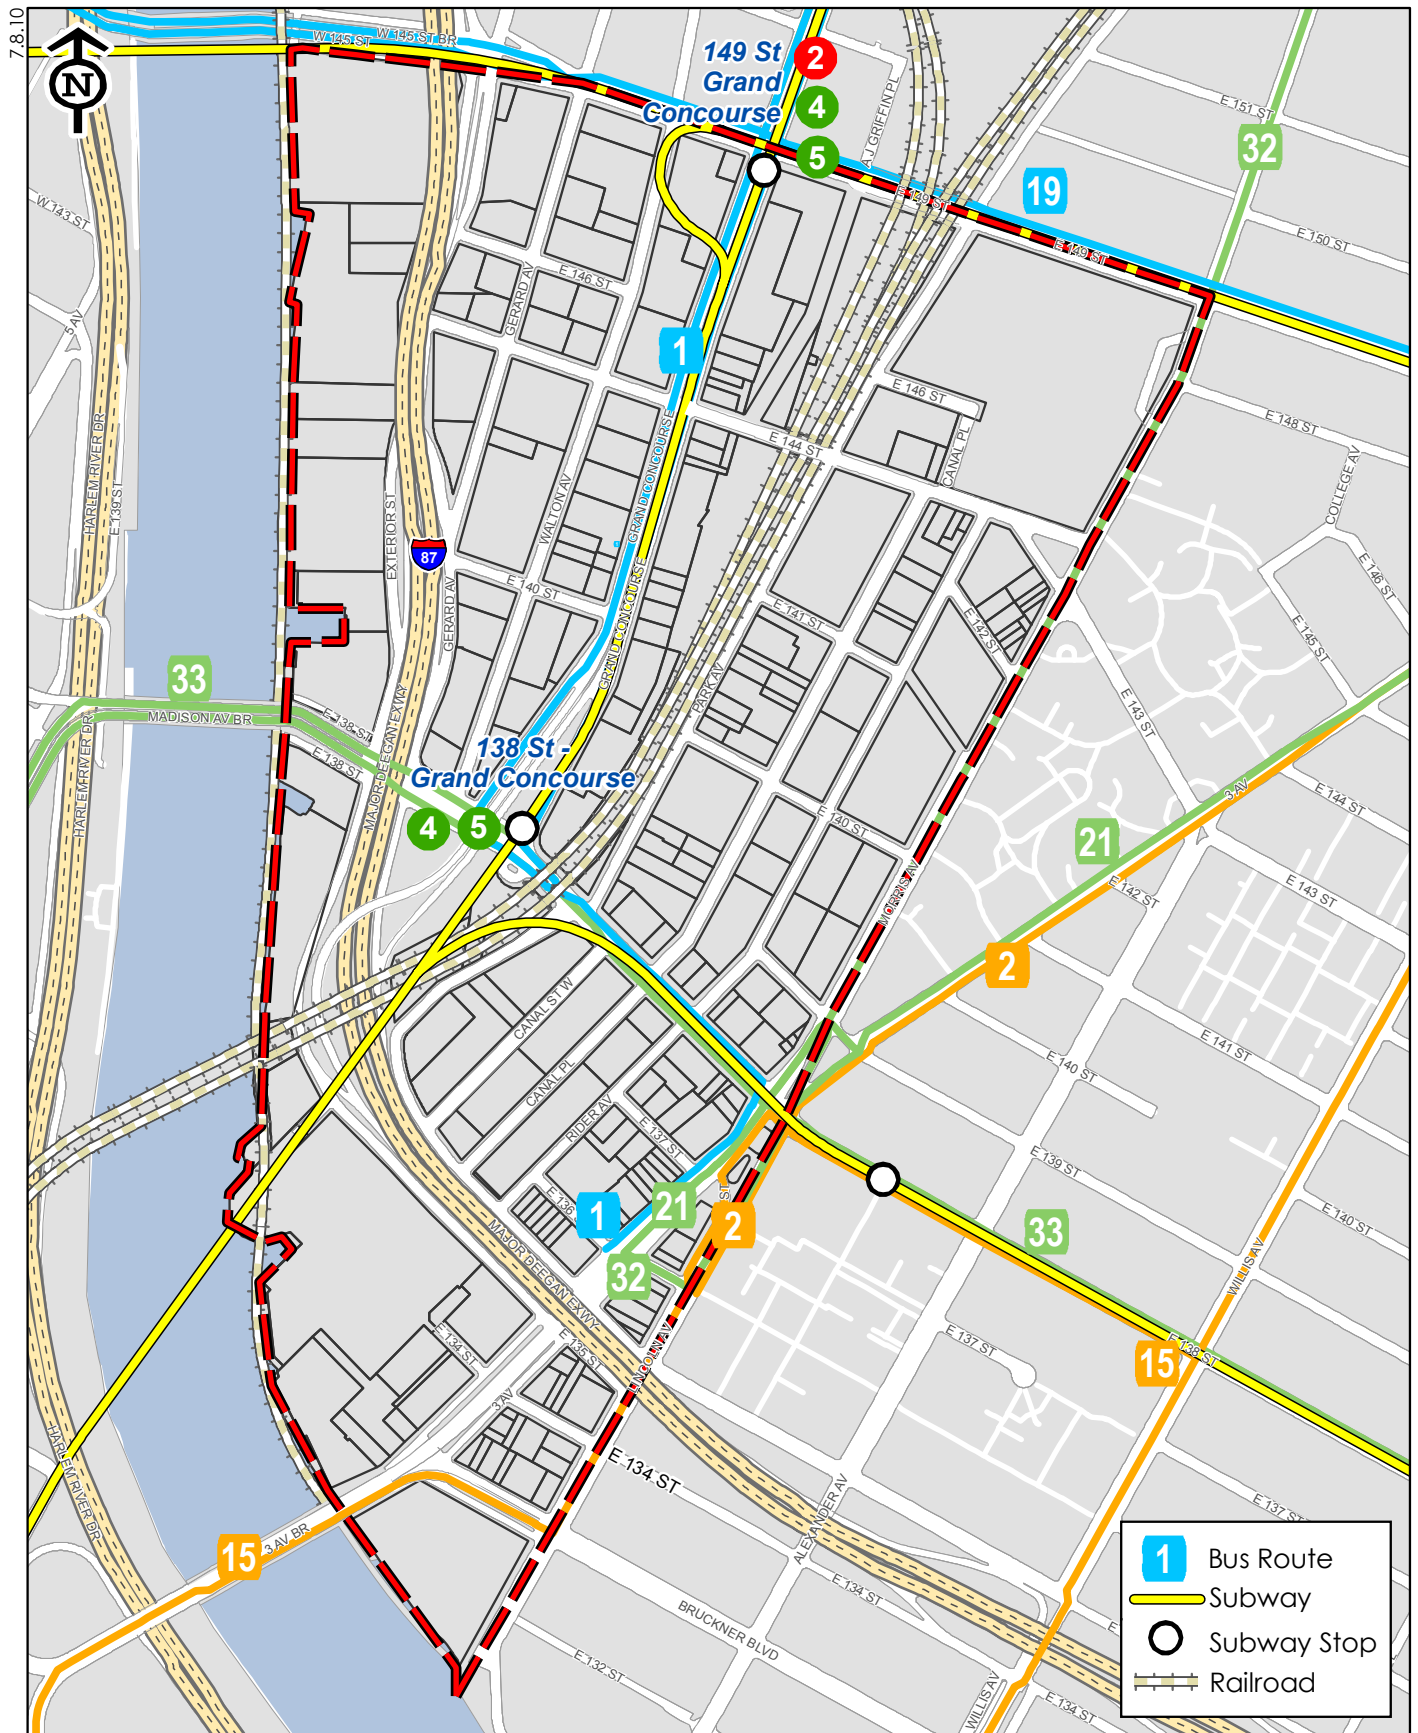 7.8.10
N
W 145 ST
W 145 ST BR
149 St
Grand
Concourse
2
4
5
A J GRIFFIN PL
E 151 ST
32
19
E 149 ST
E 149 ST
E 150 ST
W 143 ST
5 AV
GERARD AV
E 146 ST
1
E 146 ST
E 148 ST
COLLEGE AV
HARLEM RIVER DR
E 139 ST
EXTERIOR ST
87
WALTON AV
GRAND CONCOURSE
E 144 ST
CANAL PL
GERARD AV
E 140 ST
GRAND CONCOURSE
E 141 ST
E 142 ST
E 146 ST
E 145 ST
33
MADISON AV BR
E 138 ST
E 138 ST
HARLEM RIVER DR
MAJOR DEEGAN EXWY
PARK AV
E 143 ST
138 St -
Grand Concourse
4
5
E 140 ST
3 AV
21
E 144 ST
E 142 ST
E 143 ST
MORRIS AV
2
CANAL ST W
CANAL PL
RIDER AV
E 137 ST
E 140 ST
E 141 ST
E 139 ST
E 136
1
21
ST
2
32
33
E 140 ST
WILLIS AV
MAJOR DEEGAN EXWY
E 134 ST
E 135 ST
LINCOLN AV
E 137 ST
15
E 138 ST
3 AV
E 134 ST
HARLEM RIVER DR
15
3 AV BR
ALEXANDER AV
E 137 ST
E 134 ST
BRUCKNER BLVD
E 132 ST
WILLIS AV
E 134 ST
E
1 Bus Route
Subway
Subway Stop
Railroad